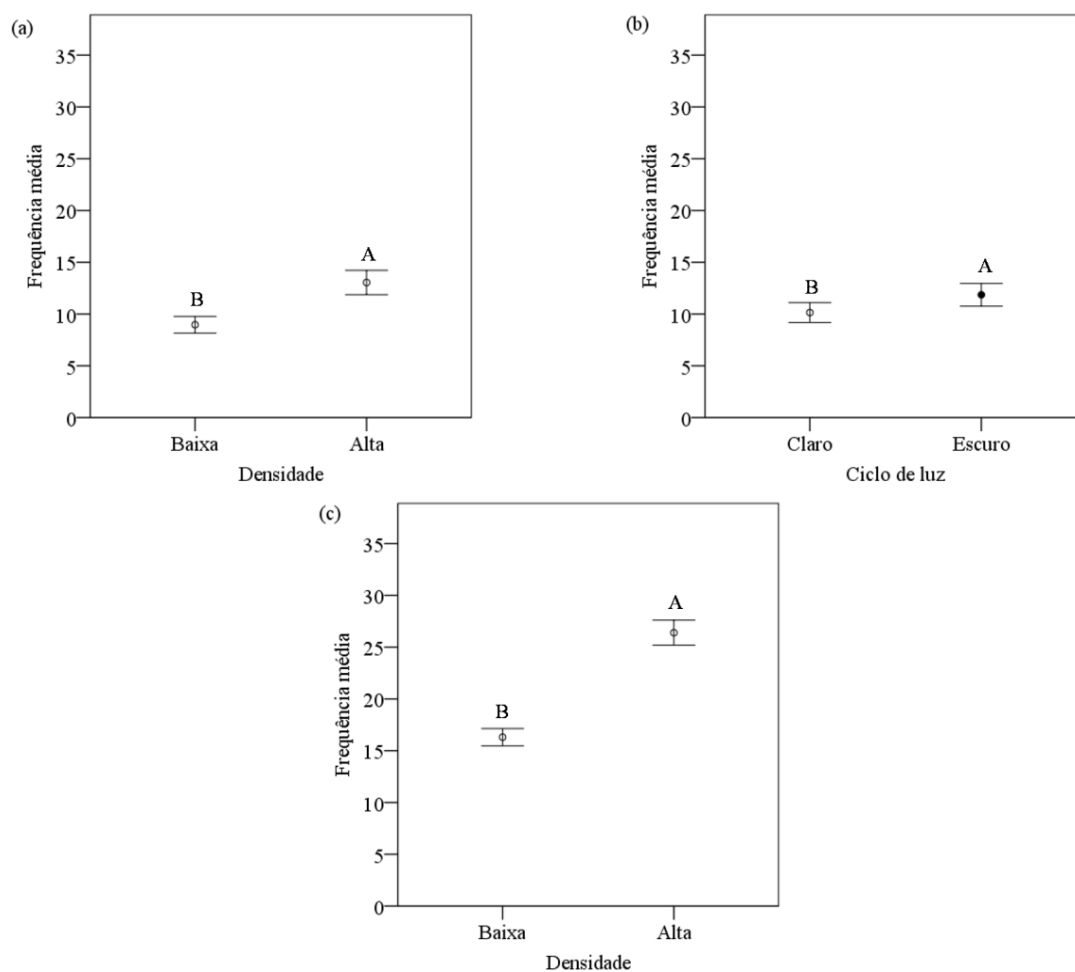 (a)
Frequência média
35
30
25
20
15
10
5
0
B
A
Baixa
Alta
Densidade
(b)
Frequência média
35
30
25
20
15
10
5
0
B
A
Claro
Escuro
Ciclo de luz
(c)
Frequência média
35
30
25
20
15
10
5
0
B
A
Baixa
Alta
Densidade